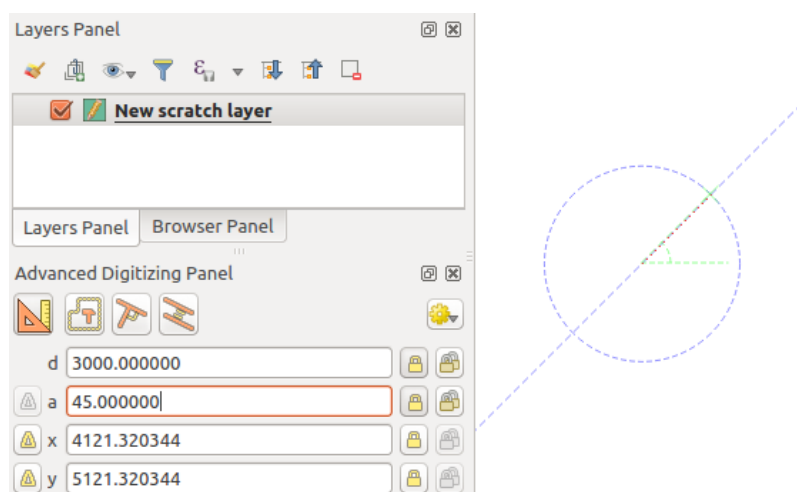 Layers Panel
New scratch layer
Layers Panel Browser Panel
Advanced Digitizing Panel
d 3000.000000
a 45.000000
x 4121.320344
y 5121.320344